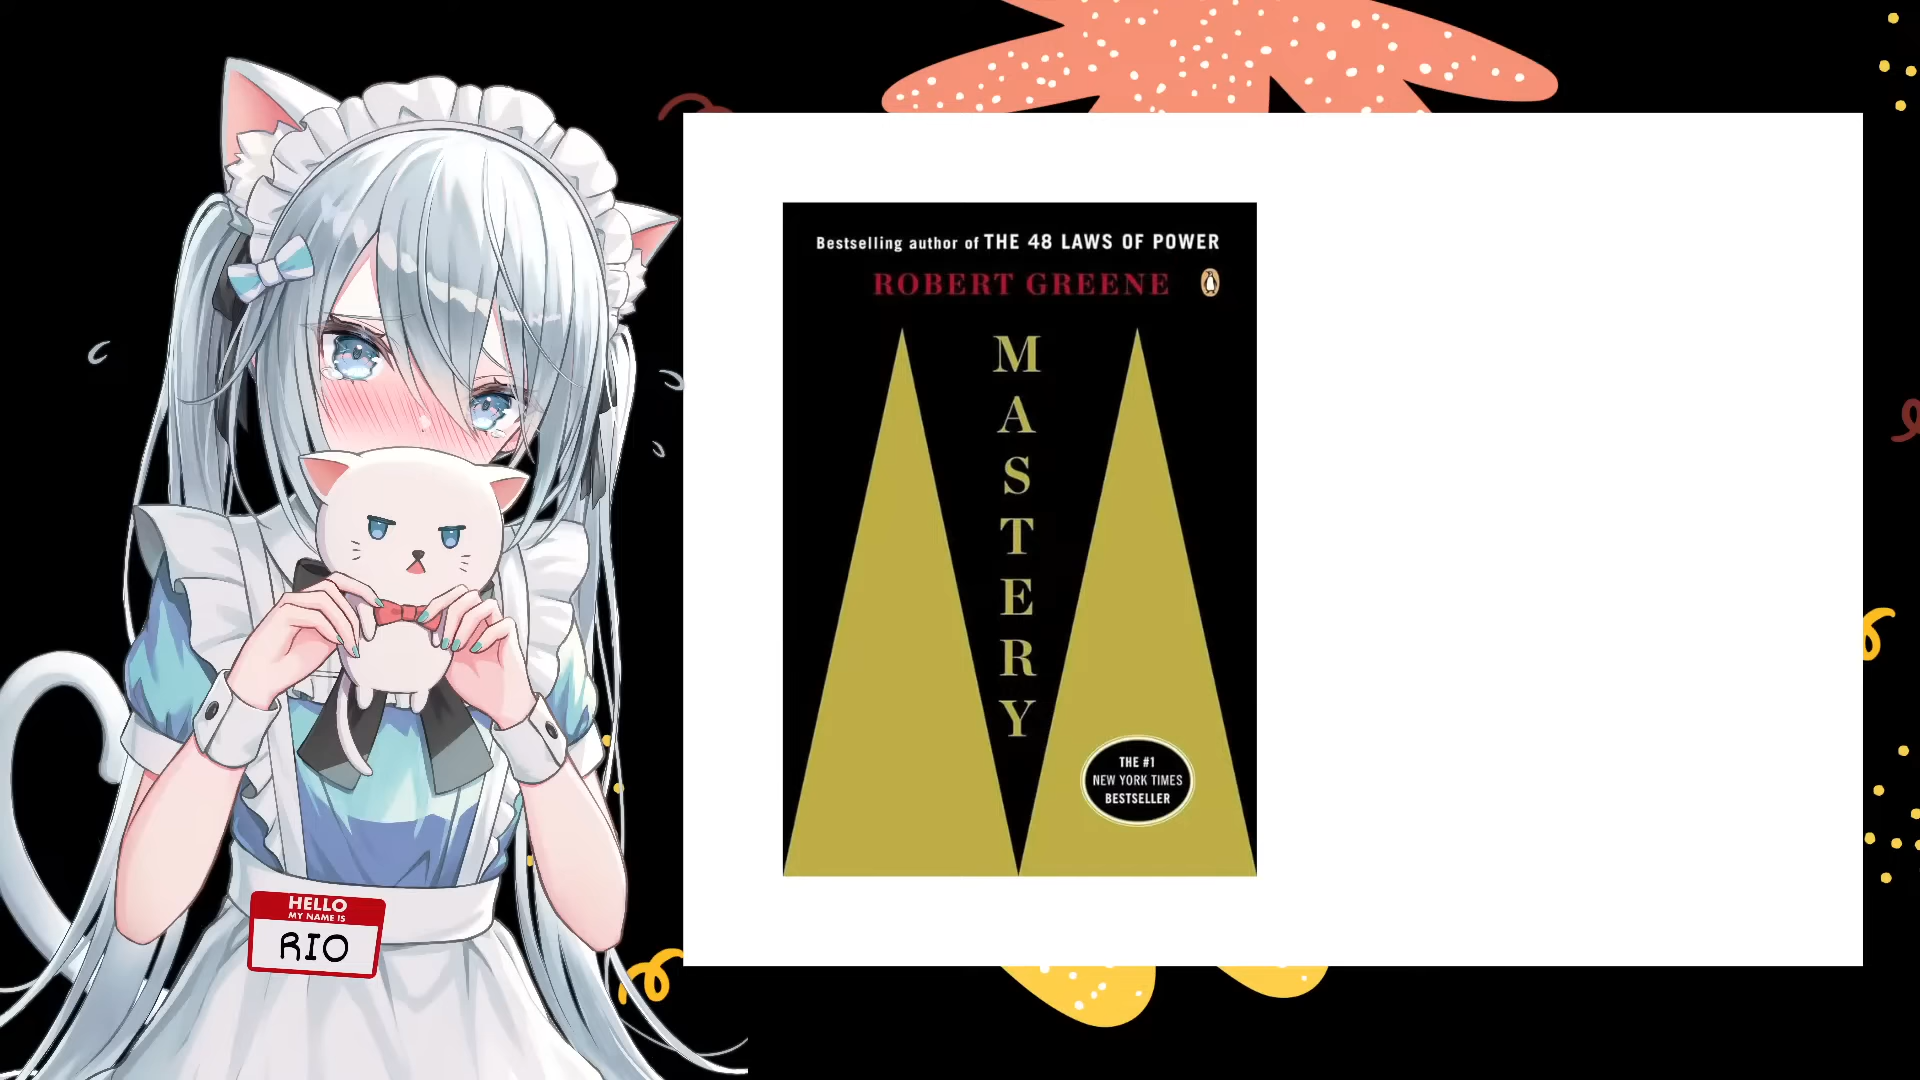 Bestselling author of THE 48 LAWS OF POWER
ROBERT GREENE
MASTERY
THE #1
NEW YORK TIMES
BESTSELLER
HELLO
MY NAME IS
RIO